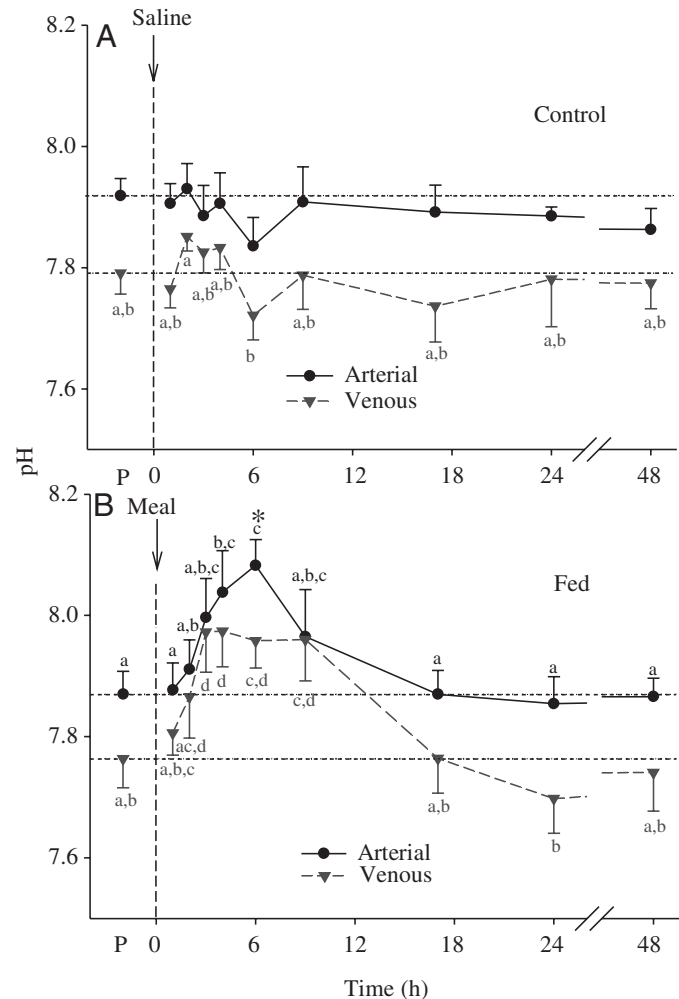 Saline
A
8.2
Control
8.0
a
a,b a,b a,b a,b
7.8
a,b a,b b a,b a,b a,b a,b
Arterial
Venous
7.6
pH
P 0 6 12 18 24 48
B Meal
8.2
*
b,c c
a,b,c a,b,c
Fed
a,b
8.0
a a a a a
d d c,d c,d
ac,d
7.8
a,b,c
a,b a,b b a,b
Arterial
Venous
7.6
P 0 6 12 18 24 48
Time (h)